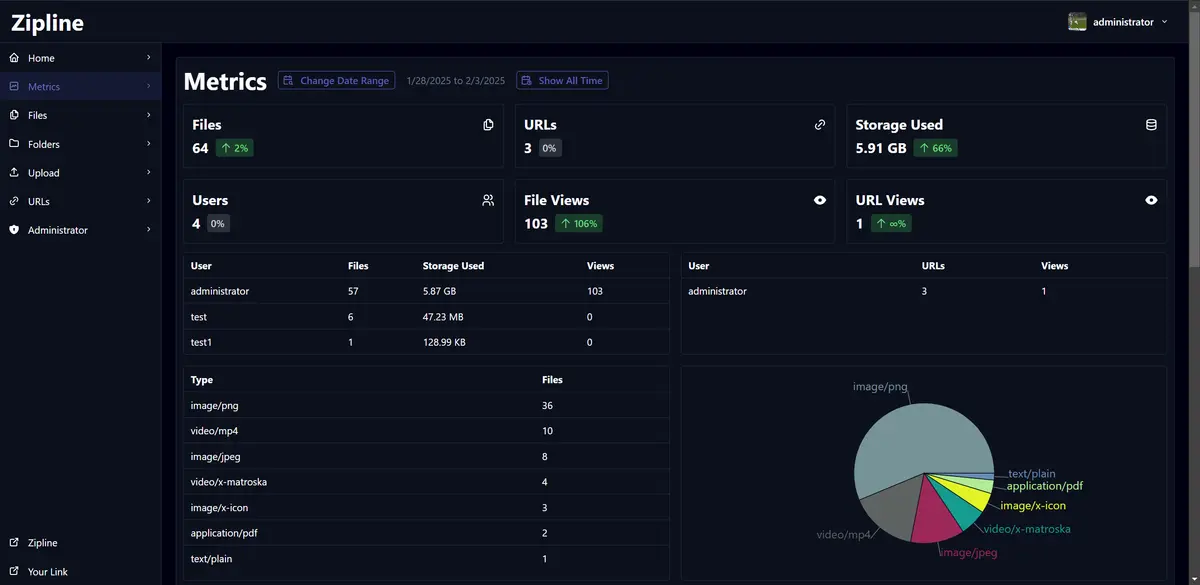 Zipline
administrator
Home
Metrics
Files
Folders
Upload
URLs
Administrator
Zipline
Your Link
Metrics Change Date Range 1/28/2025 to 2/3/2025 Show All Time
Files
64 2%
URLs
3 0%
Storage Used
5.91 GB 66%
Users
4 0%
File Views
103 106%
URL Views
1 ∞%
User Files Storage Used Views
administrator 57 5.87 GB 103
test 6 47.23 MB 0
test1 1 128.99 KB 0
User URLs Views
administrator 3 1
Type Files
image/png 36
video/mp4 10
image/jpeg 8
video/x-matroska 4
image/x-icon 3
application/pdf 2
text/plain 1
image/png
text/plain
application/pdf
image/x-icon
video/x-matroska
video/mp4
image/jpeg